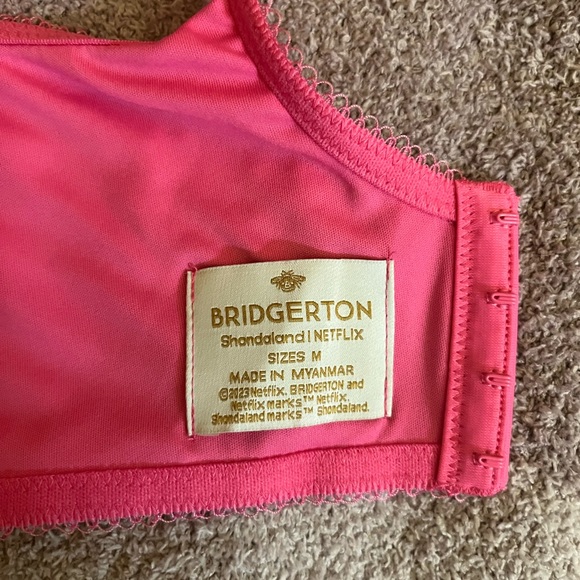 BRIDGERTON
Shondaland | NETFLIX
SIZES M
MADE IN MYANMAR
©2023 Netflix. BRIDGERTON and
Netflix marks™ Netflix.
Shondaland marks™ Shondaland.